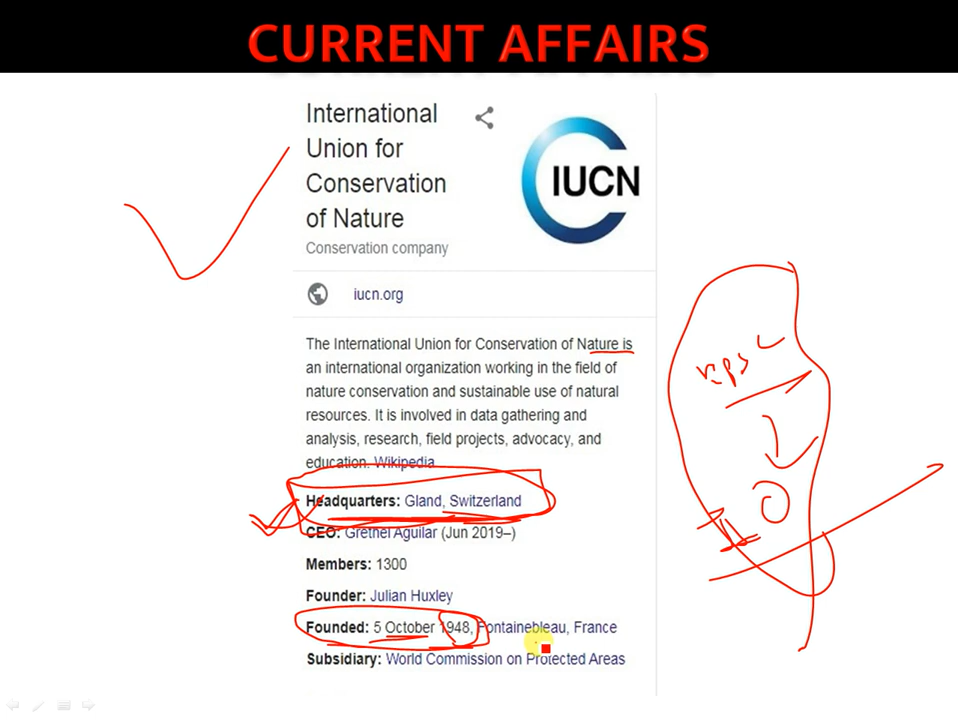 CURRENT AFFAIRS
International
Union for
Conservation
of Nature
IUCN
Conservation company
iucn.org
The International Union for Conservation of Nature is
an international organization working in the field of
nature conservation and sustainable use of natural
resources. It is involved in data gathering and
analysis, research, field projects, advocacy, and
education. Wikipedia
Headquarters: Gland, Switzerland
CEO: Grethel Aguilar (Jun 2019–)
Members: 1300
Founder: Julian Huxley
Founded: 5 October 1948, Fontainebleau, France
Subsidiary: World Commission on Protected Areas